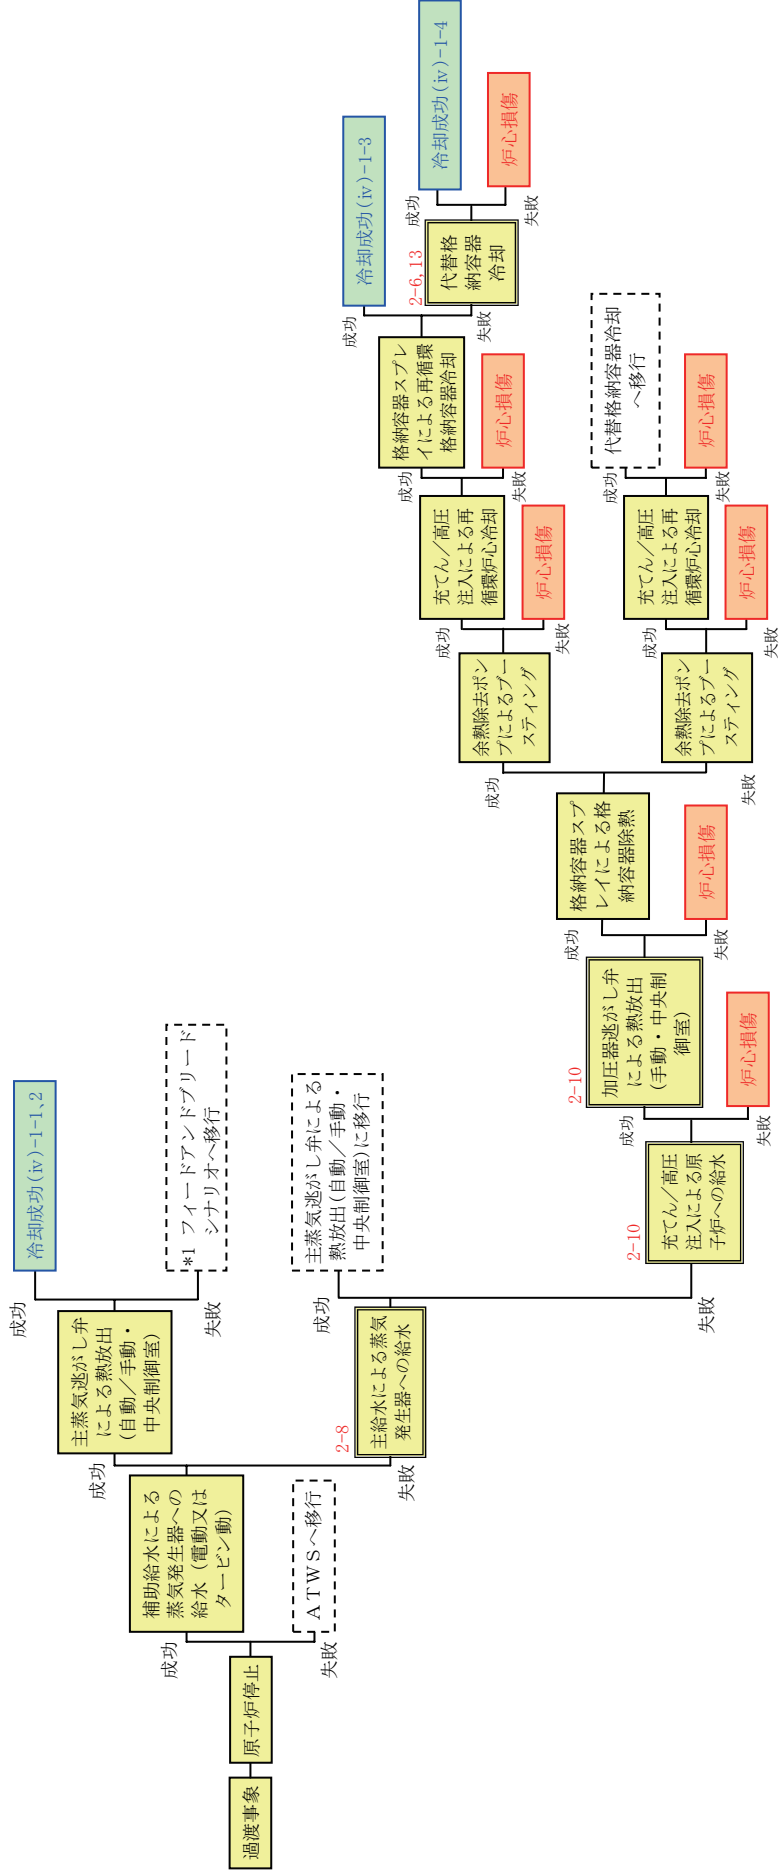 過渡事象
原子炉停止
成功
失敗
補助給水による
蒸気発生器への
給水（電動又は
タービン動）
ＡＴＷＳへ移行
成功
失敗
主蒸気逃がし弁
による熱放出
（自動／手動・
中央制御室）
成功
失敗
冷却成功(iv)-1-1、2
*1 フィードアンドブリード
シナリオへ移行
2-8
主給水による蒸気
発生器への給水
成功
失敗
主蒸気逃がし弁による
熱放出(自動／手動・
中央制御室)に移行
2-10
充てん／高圧
注入による原
子炉への給水
成功
失敗
炉心損傷
2-10
加圧器逃がし弁
による熱放出
(手動・中央制
御室)
成功
失敗
炉心損傷
格納容器スプ
レイによる格
納容器除熱
成功
失敗
余熱除去ポン
プによるブー
スティング
成功
失敗
炉心損傷
充てん／高圧
注入による再
循環炉心冷却
成功
失敗
炉心損傷
格納容器スプレ
イによる再循環
格納容器冷却
成功
失敗
冷却成功(iv)-1-3
2-6,13
代替格
納容器
冷却
成功
失敗
冷却成功(iv)-1-4
炉心損傷
余熱除去ポン
プによるブー
スティング
成功
失敗
炉心損傷
充てん／高圧
注入による再
循環炉心冷却
成功
失敗
代替格納容器冷却
へ移行
炉心損傷